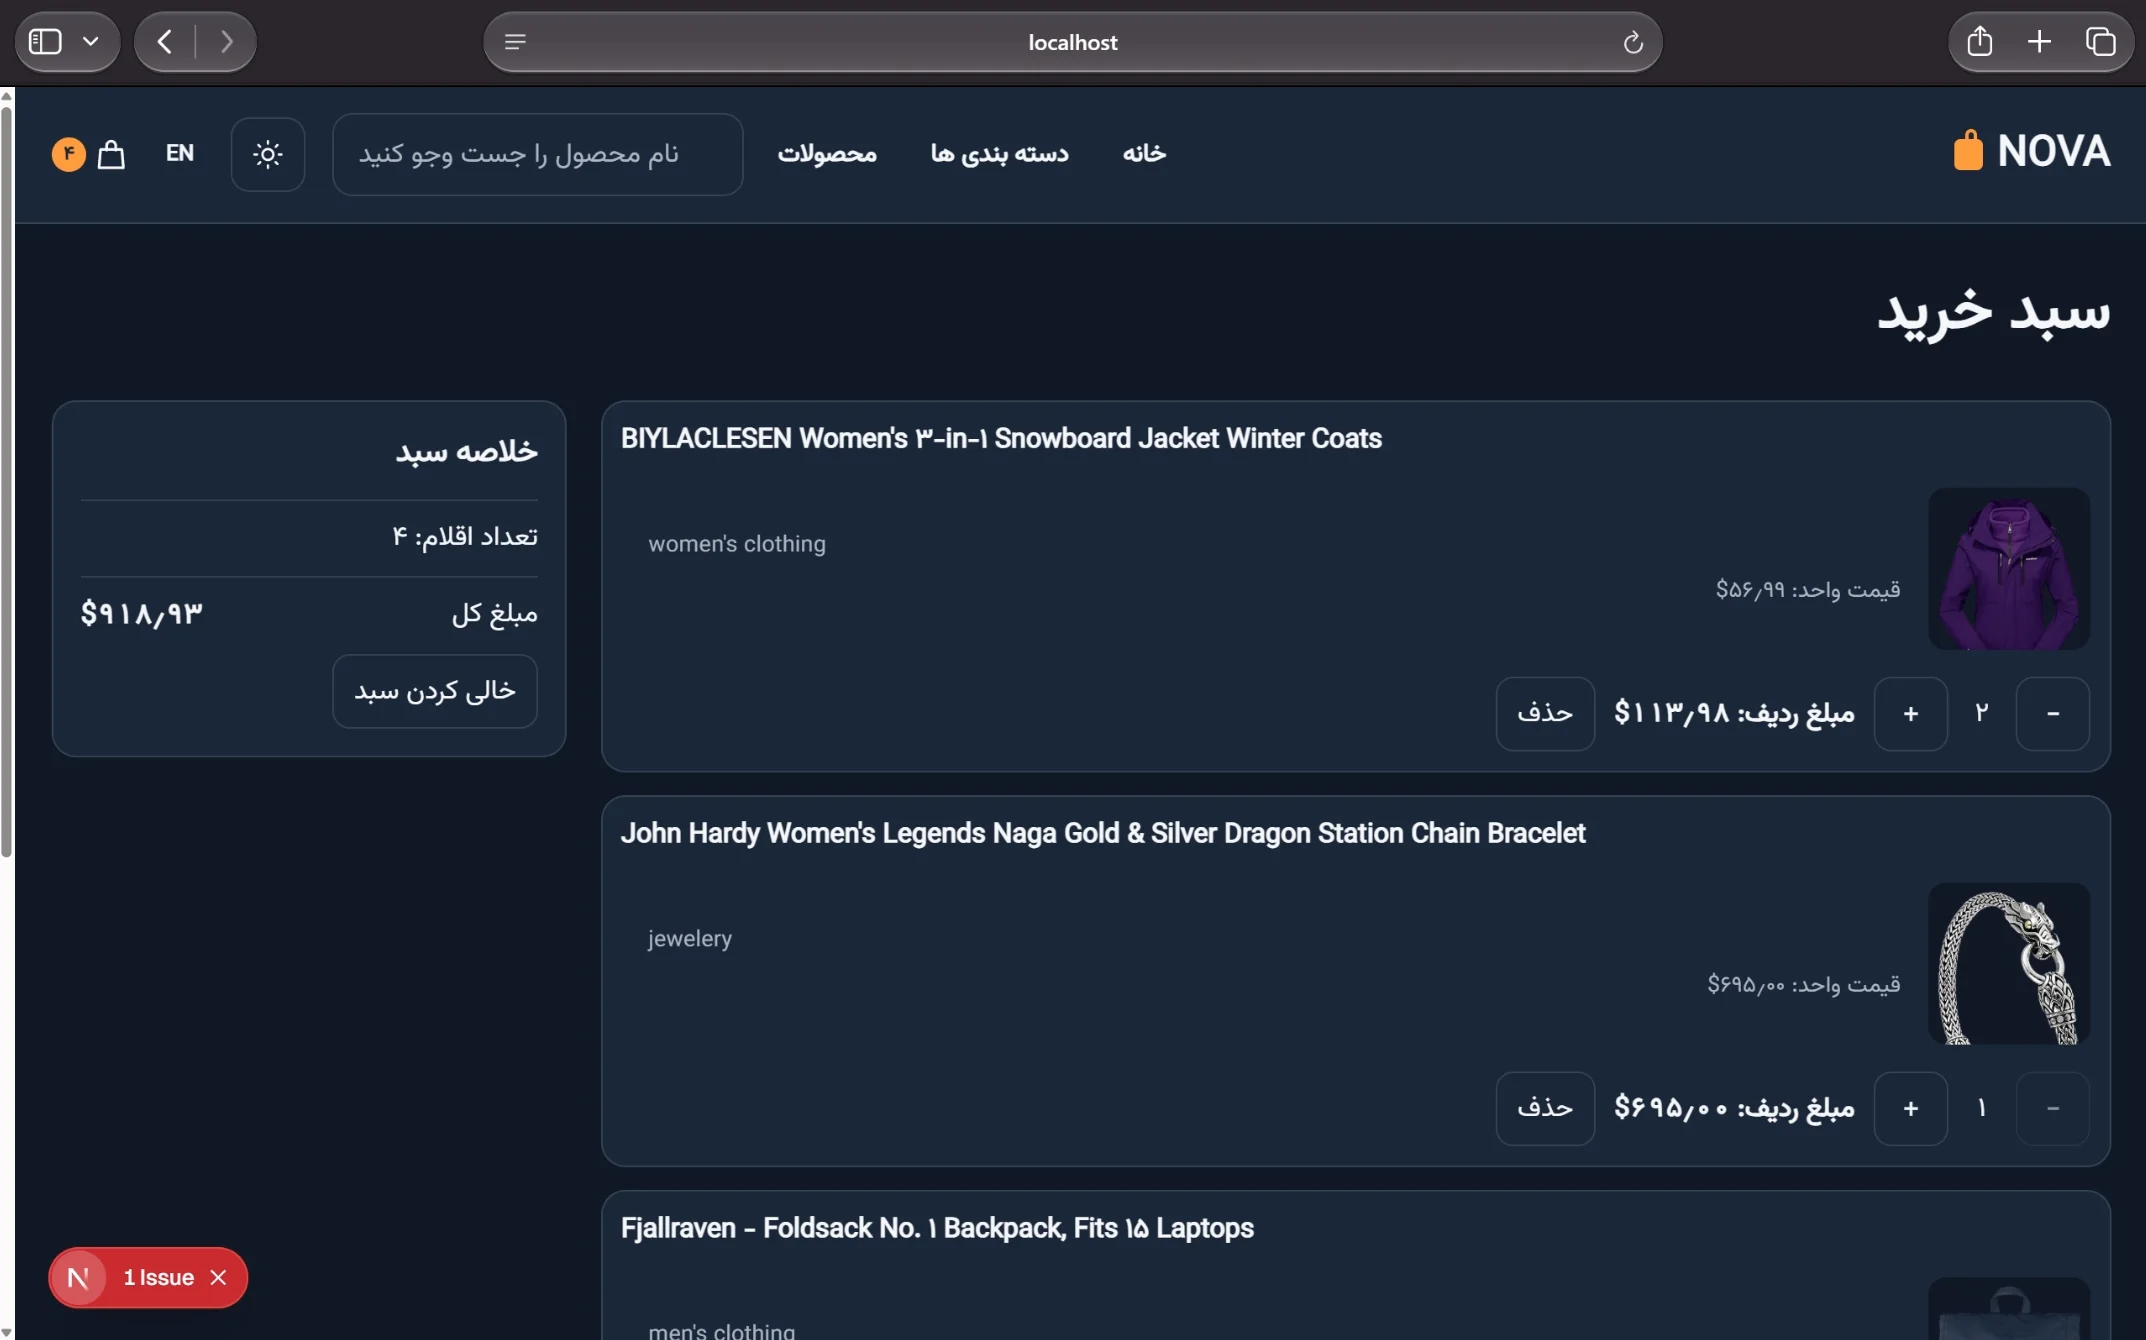 localhost
NOVA
خانه
دسته بندی ها
محصولات
نام محصول را جست وجو کنید
EN
۴
سبد خرید
BIYLACLESEN Women's ۳-in-۱ Snowboard Jacket Winter Coats
women's clothing
قیمت واحد: $۵۶٫۹۹
-
۲
+
مبلغ ردیف: $۱۱۳٫۹۸
حذف
John Hardy Women's Legends Naga Gold & Silver Dragon Station Chain Bracelet
jewelery
قیمت واحد: $۶۹۵٫۰۰
-
۱
+
مبلغ ردیف: $۶۹۵٫۰۰
حذف
Fjallraven - Foldsack No. ۱ Backpack, Fits ۱۵ Laptops
men's clothing
خلاصه سبد
تعداد اقلام: ۴
مبلغ کل
$۹۱۸٫۹۳
خالی کردن سبد
N
1 Issue